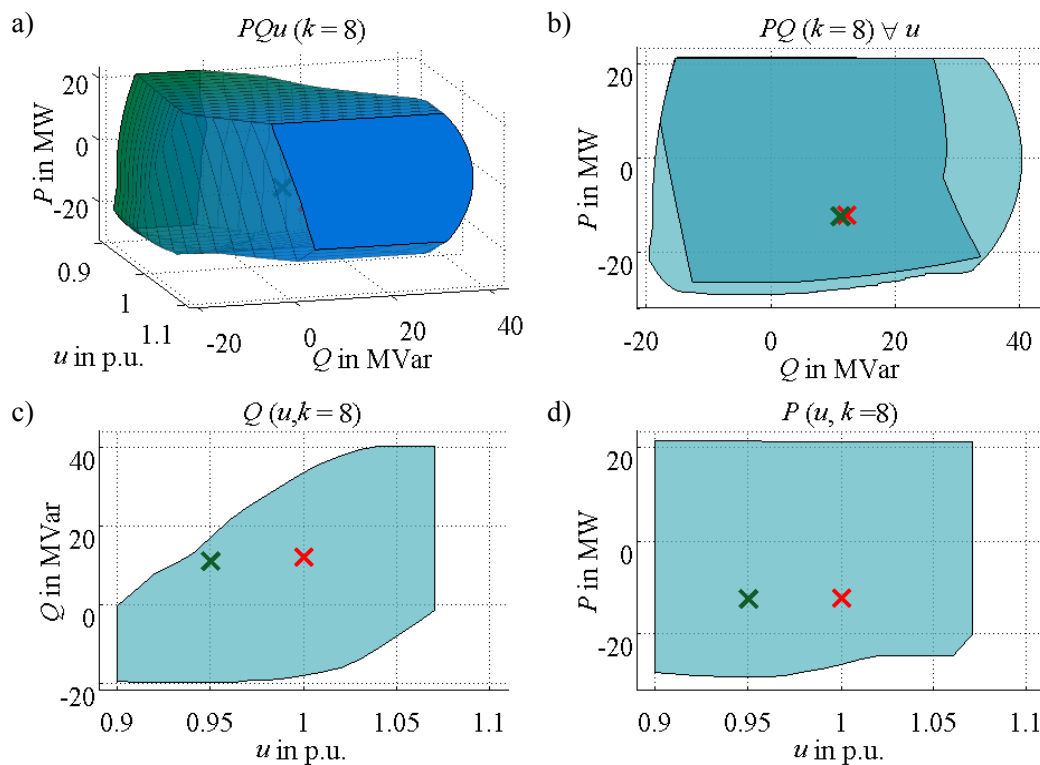 a)
PQu (k = 8)
20
0
-20
P in MW
0.9
1
1.1
u in p.u.
-20
0
20
40
Q in MVar
b)
PQ (k = 8) ∀ u
20
0
-20
P in MW
-20
0
20
40
Q in MVar
c)
Q (u,k = 8)
40
20
0
-20
Q in MVar
0.9
0.95
1
1.05
1.1
u in p.u.
d)
P (u, k =8)
20
0
-20
P in MW
0.9
0.95
1
1.05
1.1
u in p.u.